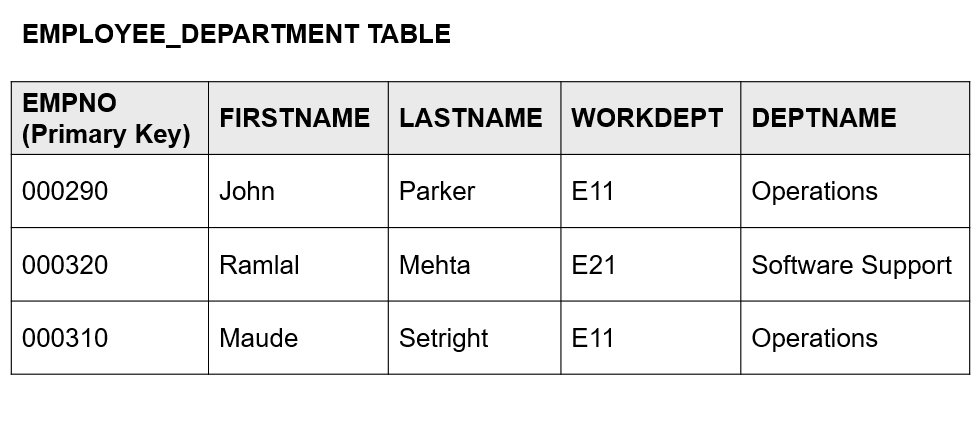 EMPLOYEE_DEPARTMENT TABLE
EMPNO
(Primary Key) FIRSTNAME LASTNAME WORKDEPT DEPTNAME
000290 John Parker E11 Operations
000320 Ramlal Mehta E21 Software Support
000310 Maude Setright E11 Operations